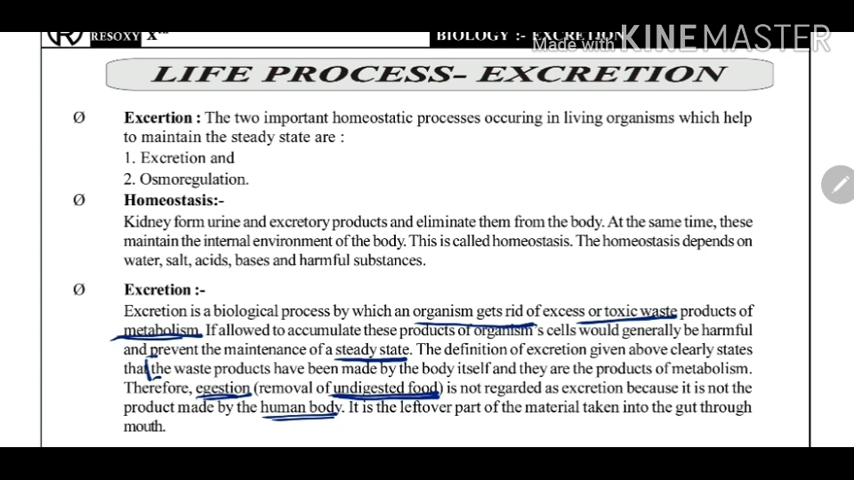 RESOXY Xᵀᴴ BIOLOGY :- EXCRETION
Made with KINEMASTER
LIFE PROCESS- EXCRETION
Ø Excertion : The two important homeostatic processes occuring in living organisms which help
to maintain the steady state are :
1. Excretion and
2. Osmoregulation.
Ø Homeostasis:-
Kidney form urine and excretory products and eliminate them from the body. At the same time, these
maintain the internal environment of the body. This is called homeostasis. The homeostasis depends on
water, salt, acids, bases and harmful substances.
Ø Excretion :-
Excretion is a biological process by which an organism gets rid of excess or toxic waste products of
metabolism. If allowed to accumulate these products of organism's cells would generally be harmful
and prevent the maintenance of a steady state. The definition of excretion given above clearly states
that the waste products have been made by the body itself and they are the products of metabolism.
Therefore, egestion (removal of undigested food) is not regarded as excretion because it is not the
product made by the human body. It is the leftover part of the material taken into the gut through
mouth.